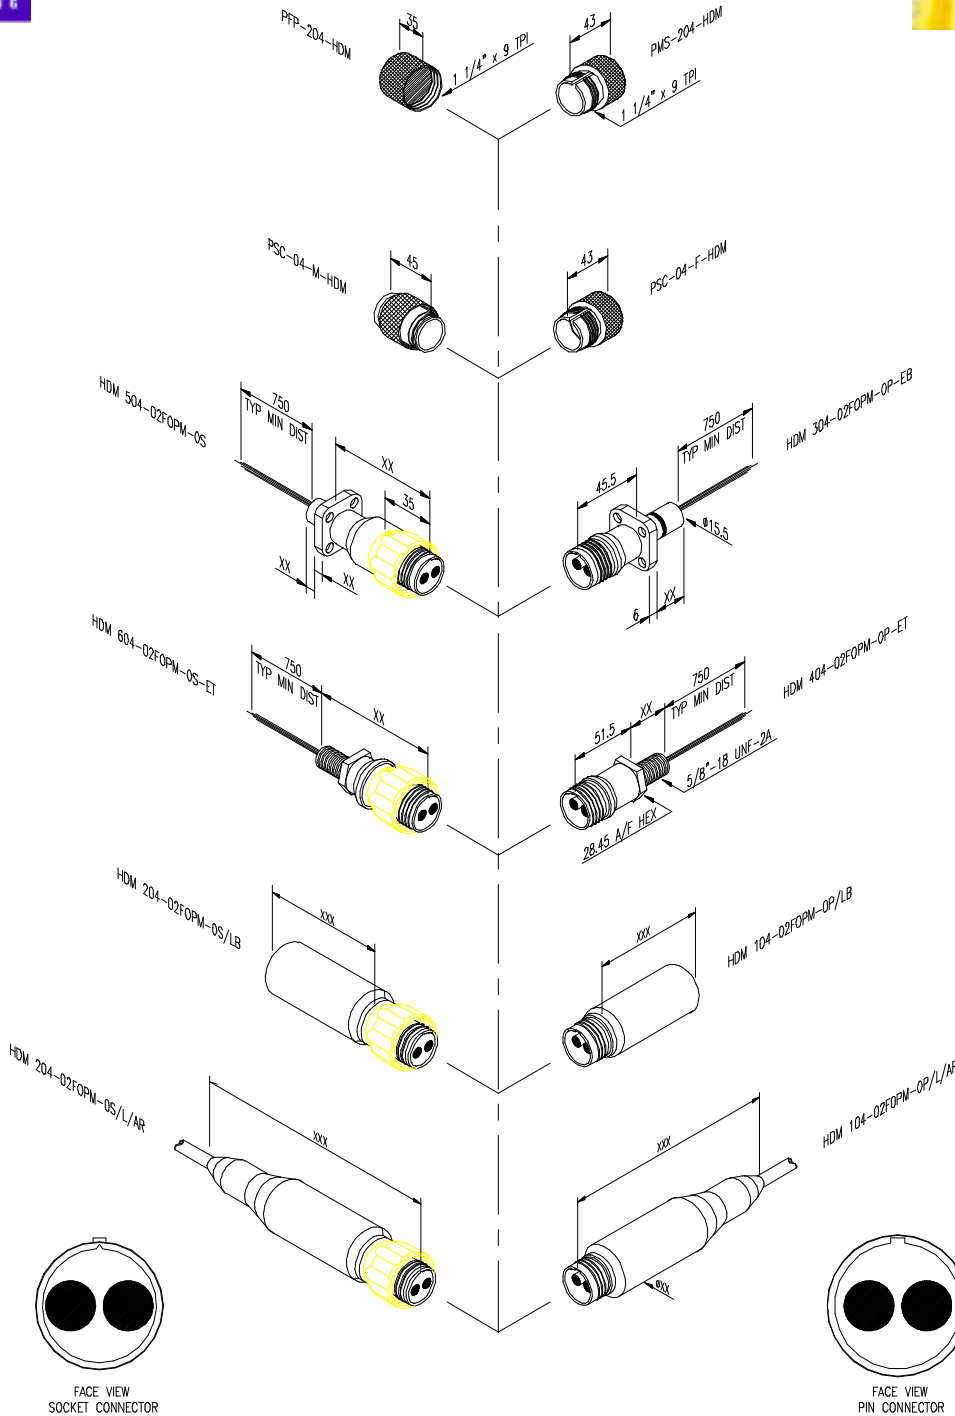 PFP-204-HDM
35
1 1/4" x 9 TPI
43
PMS-204-HDM
1 1/4" x 9 TPI
PSC-04-M-HDM
45
43
PSC-04-F-HDM
HDM 504-02FOPM-OS
750
TYP MIN DIST
XX
35
XX
XX
HDM 304-02FOPM-OP-EB
750
TYP MIN DIST
45.5
ø15.5
6
XX
HDM 604-02FOPM-OS-ET
750
TYP MIN DIST
XX
HDM 404-02FOPM-OP-ET
750
TYP MIN DIST
XX
51.5
5/8"-18 UNF-2A
28.45 A/F HEX
HDM 204-02FOPM-OS/LB
XXX
HDM 104-02FOPM-OP/LB
XXX
HDM 204-02FOPM-OS/L/AR
XXX
HDM 104-02FOPM-OP/L/AR
XXX
øXX
FACE VIEW
SOCKET CONNECTOR
FACE VIEW
PIN CONNECTOR